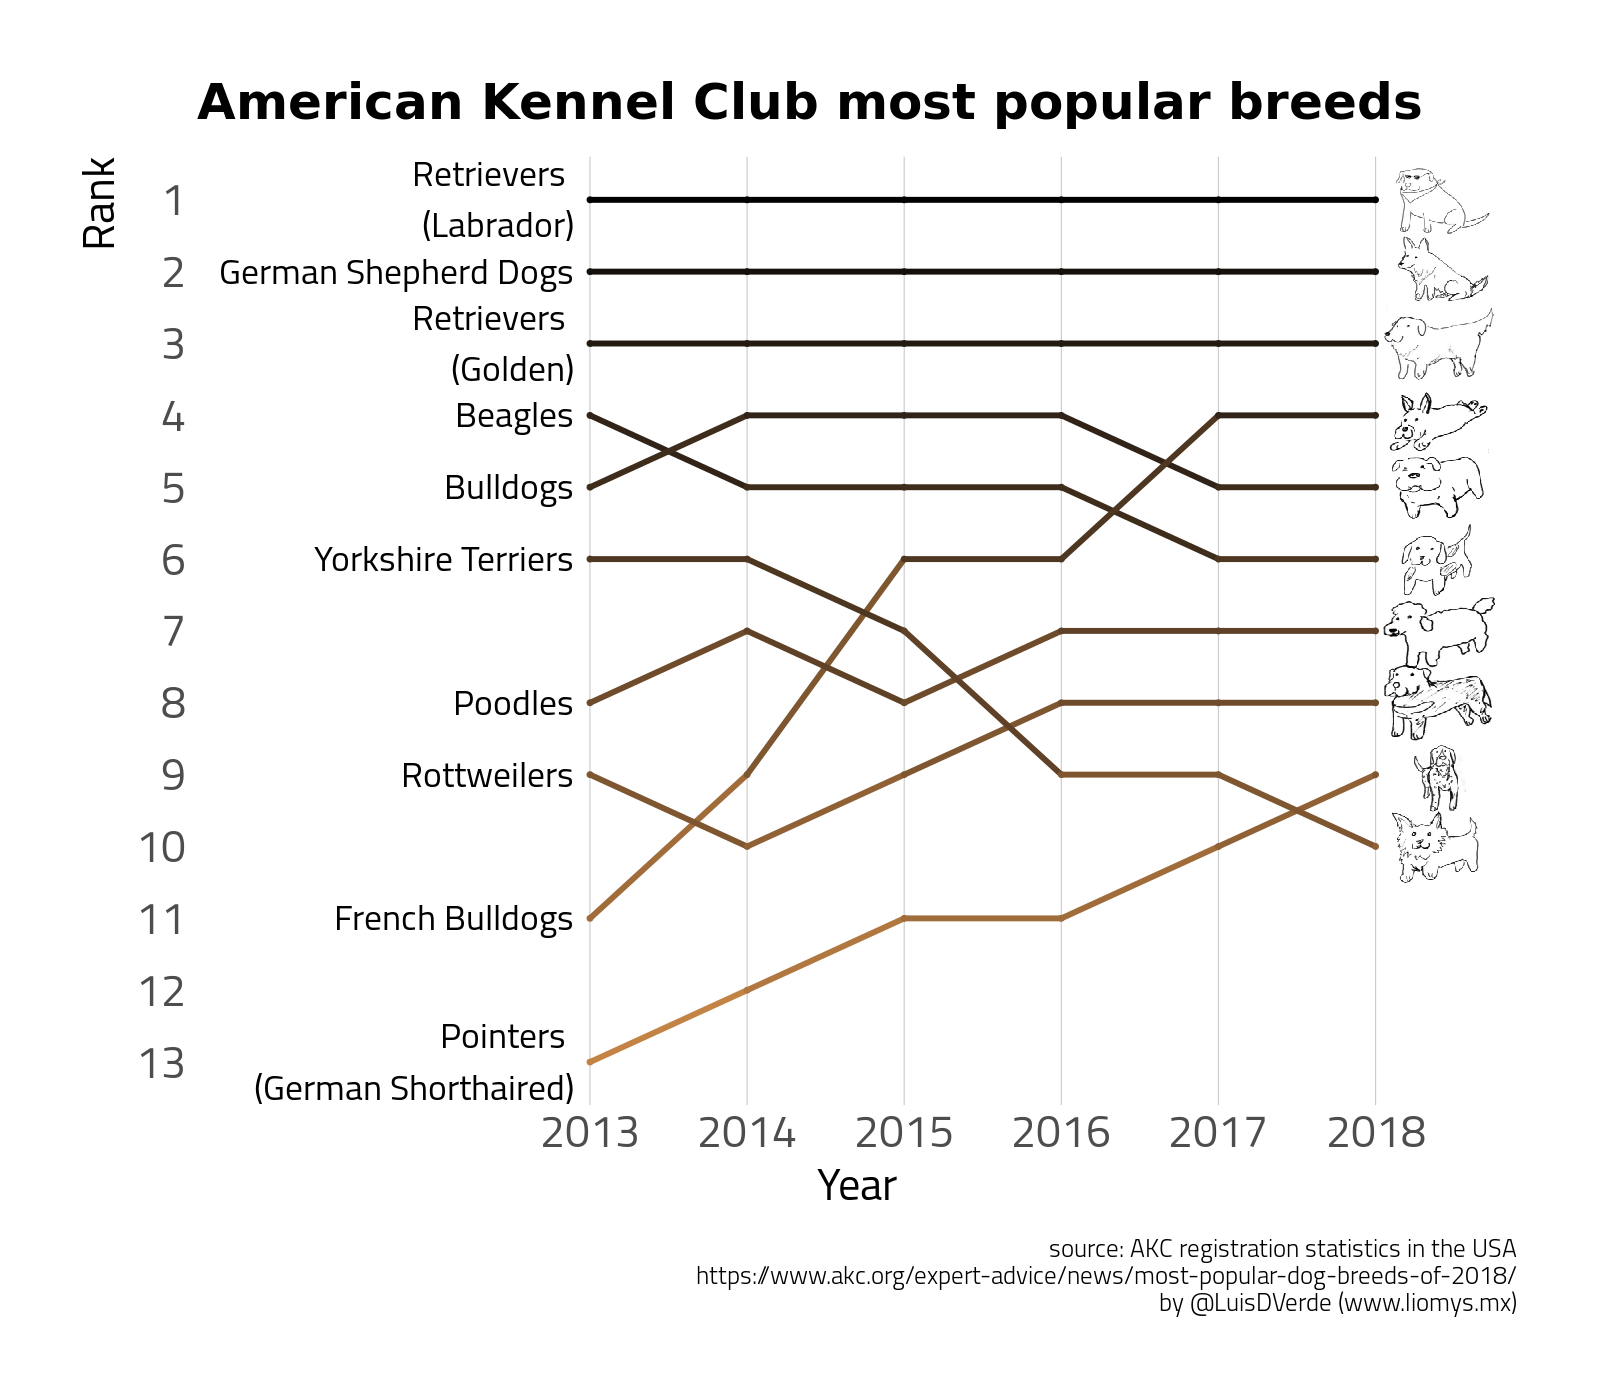 American Kennel Club most popular breeds
Rank
1
Retrievers
(Labrador)
2
German Shepherd Dogs
3
Retrievers
(Golden)
4
Beagles
5
Bulldogs
6
Yorkshire Terriers
7
8
Poodles
9
Rottweilers
10
11
French Bulldogs
12
13
Pointers
(German Shorthaired)
2013 2014 2015 2016 2017 2018
Year
source: AKC registration statistics in the USA
https://www.akc.org/expert-advice/news/most-popular-dog-breeds-of-2018/
by @LuisDVerde (www.liomys.mx)